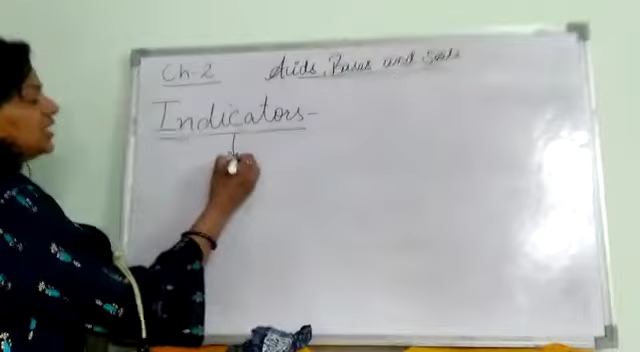 Ch-2 Acids, Bases and Salts
Indicators-